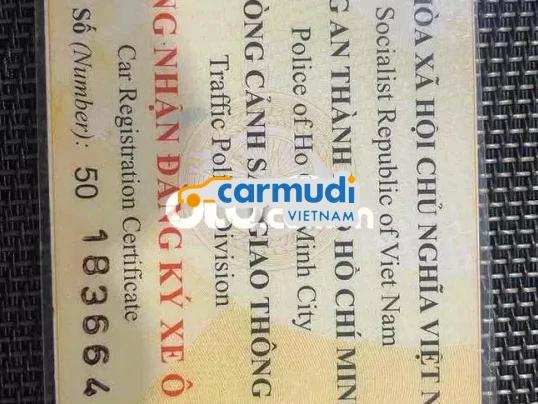 HÒA XÃ HỘI CHỦ NGHĨA VIỆT N
Socialist Republic of Viet Nam
G AN THÀNH HỒ CHÍ MIN
Police of Ho Minh City
ÒNG CẢNH S GIAO THÔNG
Traffic Pol Division
NG NHẬN ĐĂNG KÝ XE Ô
Car Registration Certificate
Số (Number): 50 183664
carmudi
VIETNAM